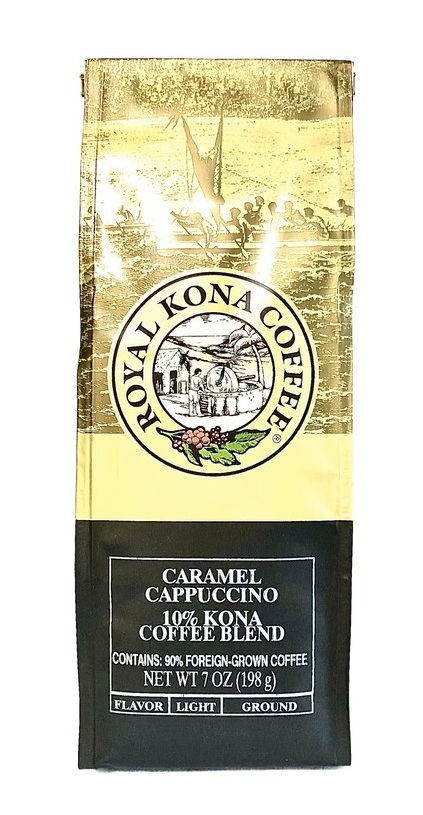 ROYAL KONA COFFEE®
CARAMEL
CAPPUCCINO
10% KONA
COFFEE BLEND
CONTAINS: 90% FOREIGN-GROWN COFFEE
NET WT 7 OZ (198 g)
FLAVOR LIGHT GROUND